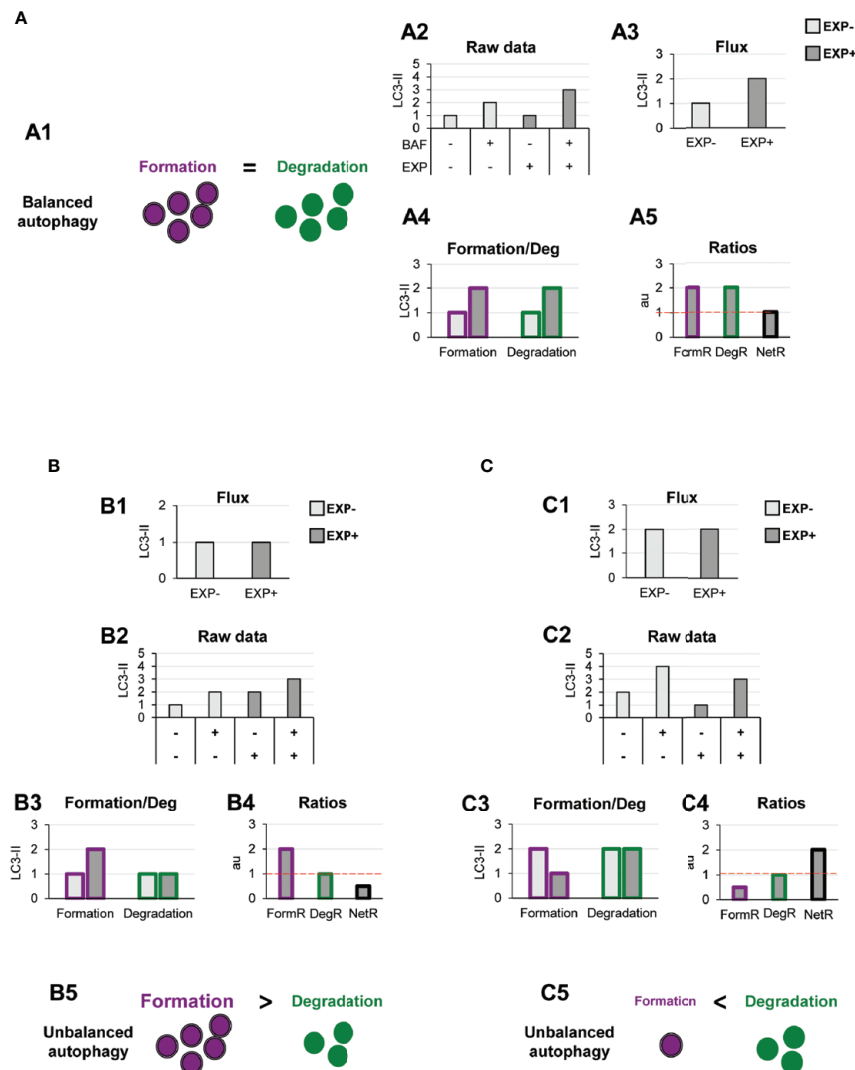 A
A2
Raw data
LC3-II
5
4
3
2
1
0
BAF - + - +
EXP - - + +
A3
Flux
EXP-
EXP+
LC3-II
3
2
1
0
EXP- EXP+
A1
Formation = Degradation
Balanced
autophagy
A4
Formation/Deg
LC3-II
3
2
1
0
Formation Degradation
A5
Ratios
au
3
2
1
0
FormR DegR NetR
B
B1
Flux
EXP-
EXP+
LC3-II
2
1
0
EXP- EXP+
B2
Raw data
LC3-II
5
4
3
2
1
0
- + - +
- - + +
B3
Formation/Deg
LC3-II
3
2
1
0
Formation Degradation
B4
Ratios
au
3
2
1
0
FormR DegR NetR
B5
Formation > Degradation
Unbalanced
autophagy
C
C1
Flux
EXP-
EXP+
LC3-II
3
2
1
0
EXP- EXP+
C2
Raw data
LC3-II
5
4
3
2
1
0
- + - +
- - + +
C3
Formation/Deg
LC3-II
3
2
1
0
Formation Degradation
C4
Ratios
au
3
2
1
0
FormR DegR NetR
C5
Formation < Degradation
Unbalanced
autophagy